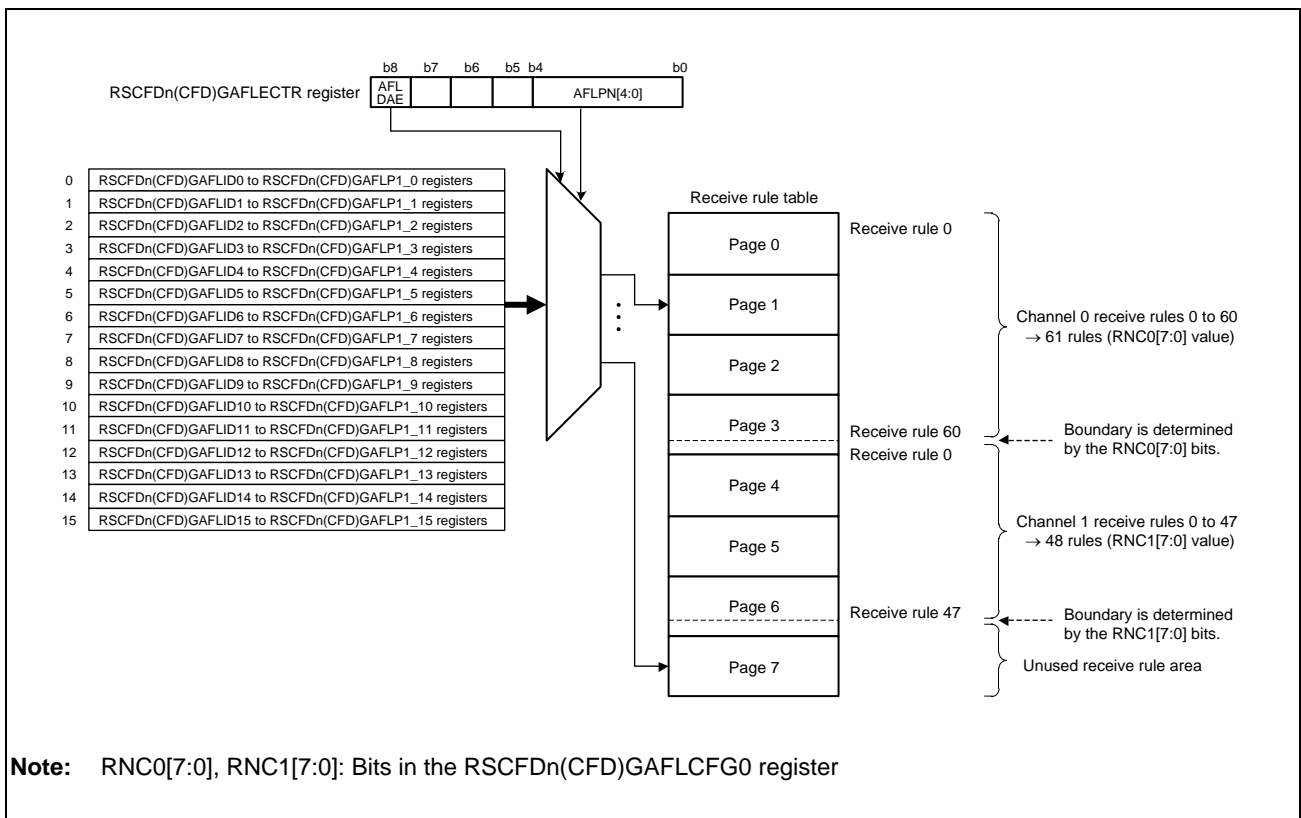 b8 b7 b6 b5 b4 b0
RSCFDn(CFD)GAFLECTR register
AFL
DAE
AFLPN[4:0]
0 RSCFDn(CFD)GAFLID0 to RSCFDn(CFD)GAFLP1_0 registers
1 RSCFDn(CFD)GAFLID1 to RSCFDn(CFD)GAFLP1_1 registers
2 RSCFDn(CFD)GAFLID2 to RSCFDn(CFD)GAFLP1_2 registers
3 RSCFDn(CFD)GAFLID3 to RSCFDn(CFD)GAFLP1_3 registers
4 RSCFDn(CFD)GAFLID4 to RSCFDn(CFD)GAFLP1_4 registers
5 RSCFDn(CFD)GAFLID5 to RSCFDn(CFD)GAFLP1_5 registers
6 RSCFDn(CFD)GAFLID6 to RSCFDn(CFD)GAFLP1_6 registers
7 RSCFDn(CFD)GAFLID7 to RSCFDn(CFD)GAFLP1_7 registers
8 RSCFDn(CFD)GAFLID8 to RSCFDn(CFD)GAFLP1_8 registers
9 RSCFDn(CFD)GAFLID9 to RSCFDn(CFD)GAFLP1_9 registers
10 RSCFDn(CFD)GAFLID10 to RSCFDn(CFD)GAFLP1_10 registers
11 RSCFDn(CFD)GAFLID11 to RSCFDn(CFD)GAFLP1_11 registers
12 RSCFDn(CFD)GAFLID12 to RSCFDn(CFD)GAFLP1_12 registers
13 RSCFDn(CFD)GAFLID13 to RSCFDn(CFD)GAFLP1_13 registers
14 RSCFDn(CFD)GAFLID14 to RSCFDn(CFD)GAFLP1_14 registers
15 RSCFDn(CFD)GAFLID15 to RSCFDn(CFD)GAFLP1_15 registers
Receive rule table
Page 0
Page 1
Page 2
Page 3
Page 4
Page 5
Page 6
Page 7
Receive rule 0
Receive rule 60
Receive rule 0
Receive rule 47
Channel 0 receive rules 0 to 60
→ 61 rules (RNC0[7:0] value)
Boundary is determined
by the RNC0[7:0] bits.
Channel 1 receive rules 0 to 47
→ 48 rules (RNC1[7:0] value)
Boundary is determined
by the RNC1[7:0] bits.
Unused receive rule area
Note: RNC0[7:0], RNC1[7:0]: Bits in the RSCFDn(CFD)GAFLCFG0 register